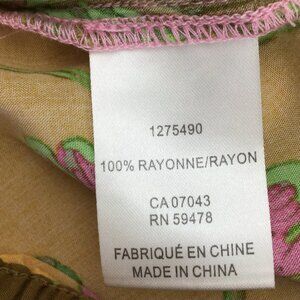 1275490
100% RAYONNE/RAYON
CA 07043
RN 59478
FABRIQUÉ EN CHINE
MADE IN CHINA